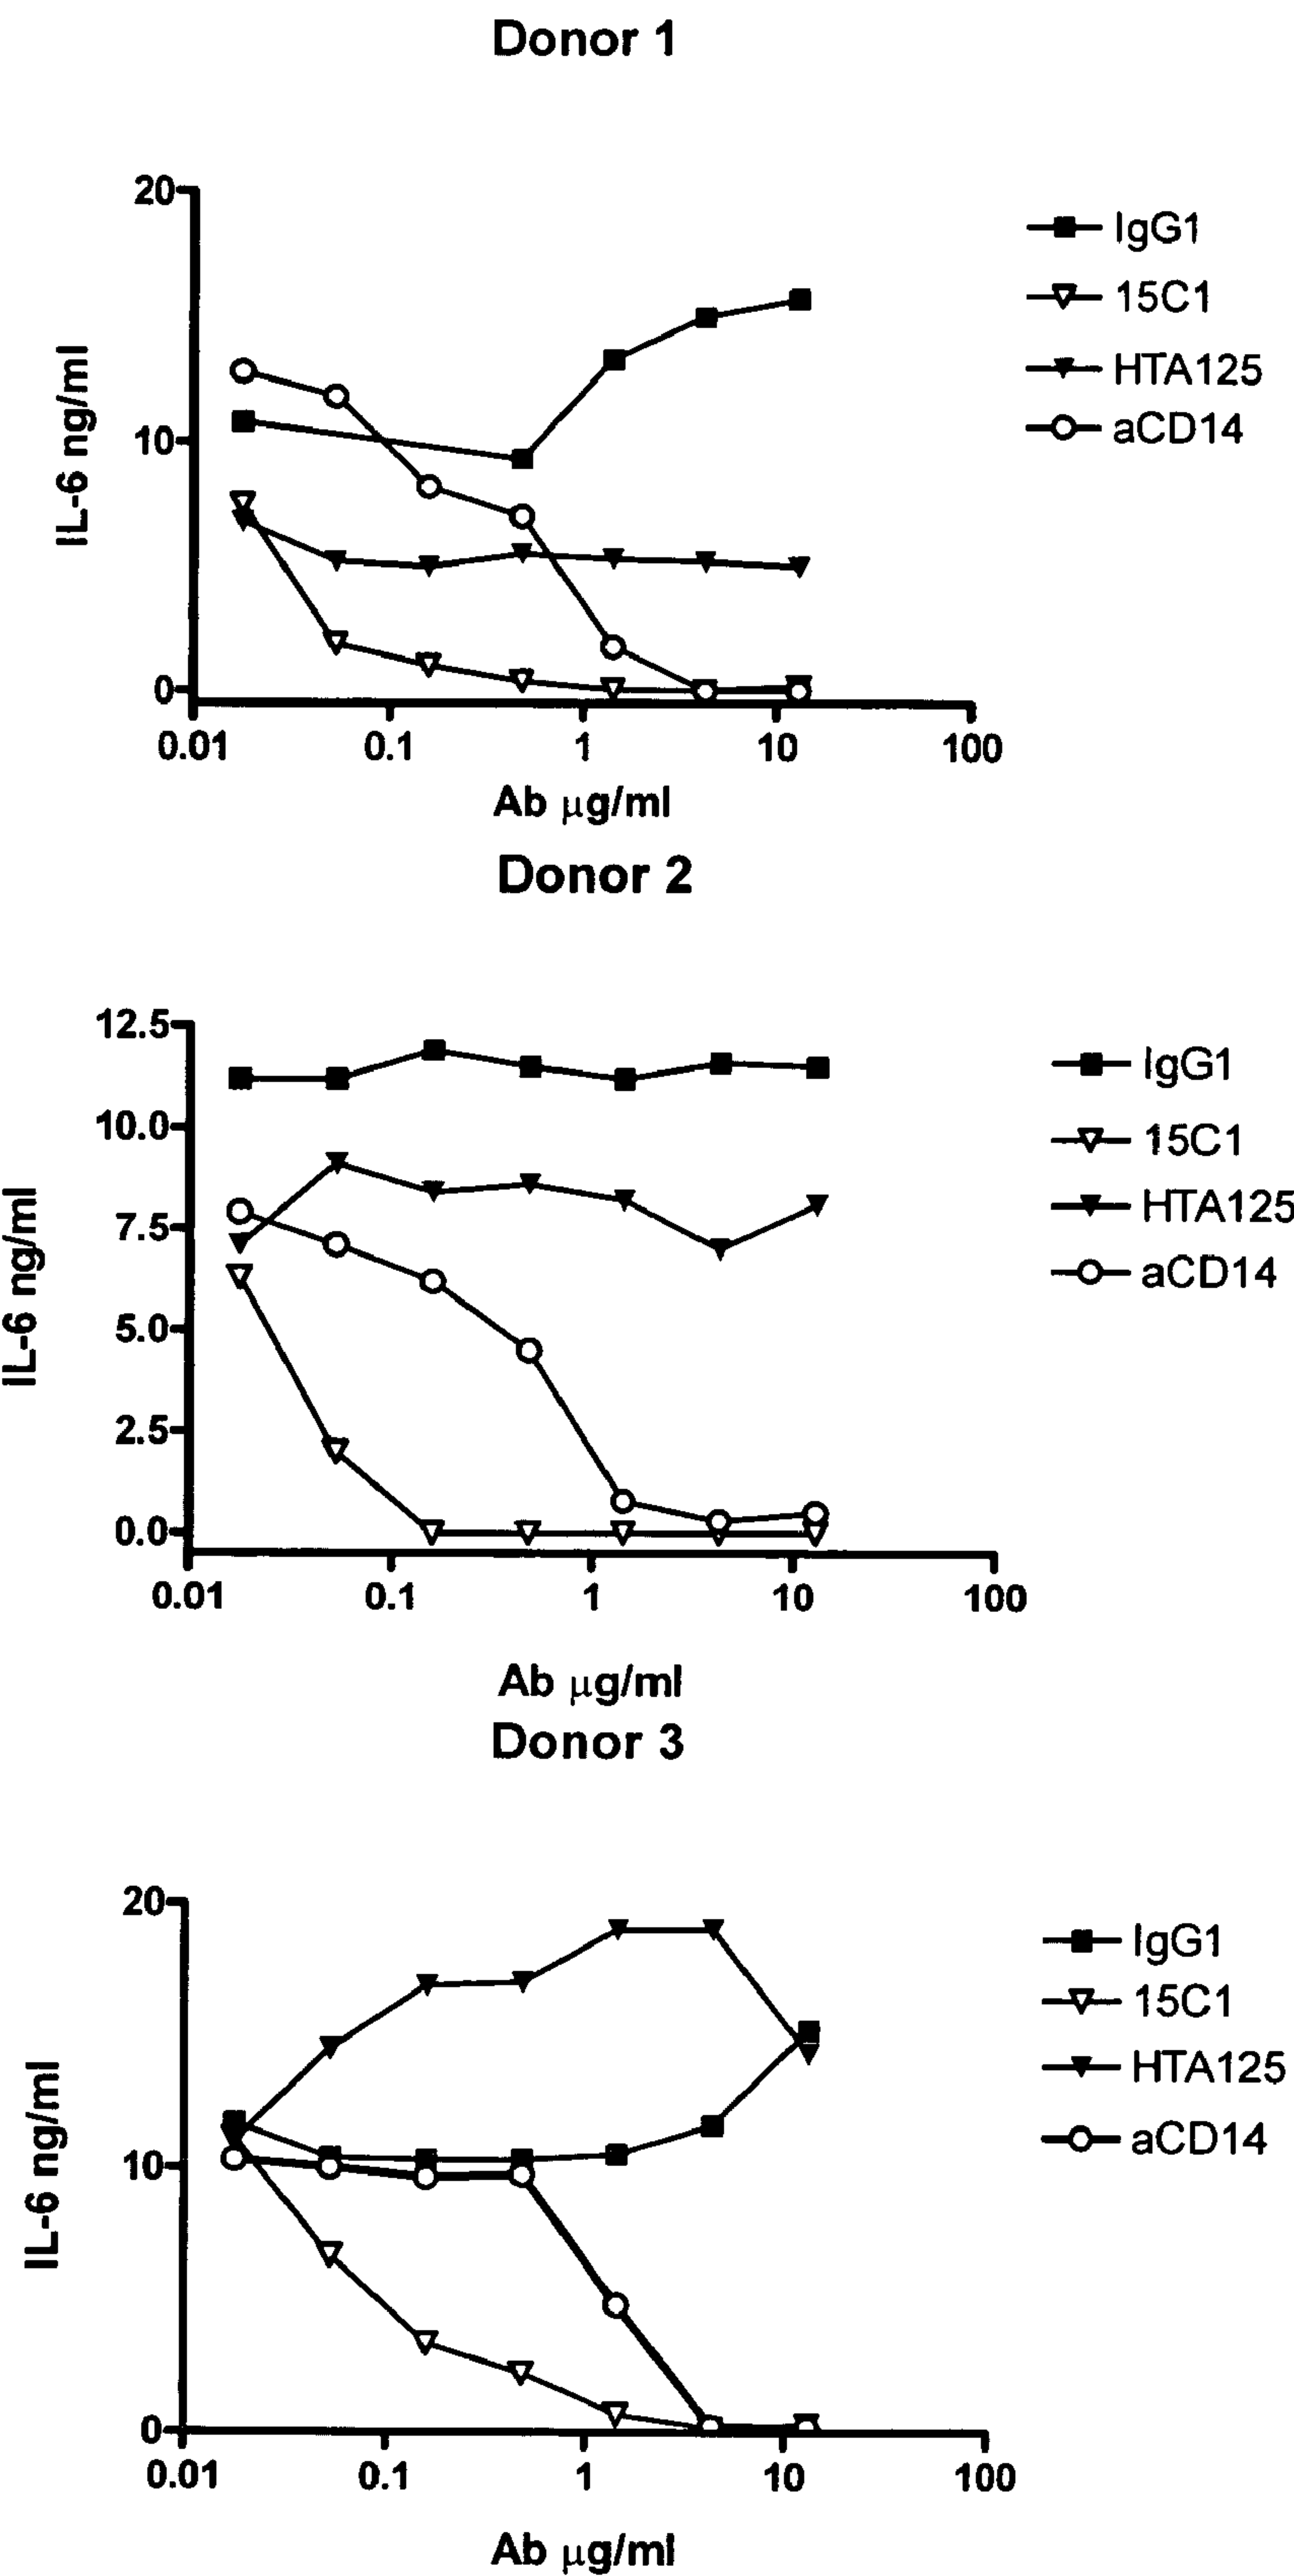 Donor 1
20
10
0
IL-6 ng/ml
0.01 0.1 1 10 100
Ab μg/ml
IgG1
15C1
HTA125
aCD14
Donor 2
12.5
10.0
7.5
5.0
2.5
0.0
IL-6 ng/ml
0.01 0.1 1 10 100
Ab μg/ml
IgG1
15C1
HTA125
aCD14
Donor 3
20
10
0
IL-6 ng/ml
0.01 0.1 1 10 100
Ab μg/ml
IgG1
15C1
HTA125
aCD14